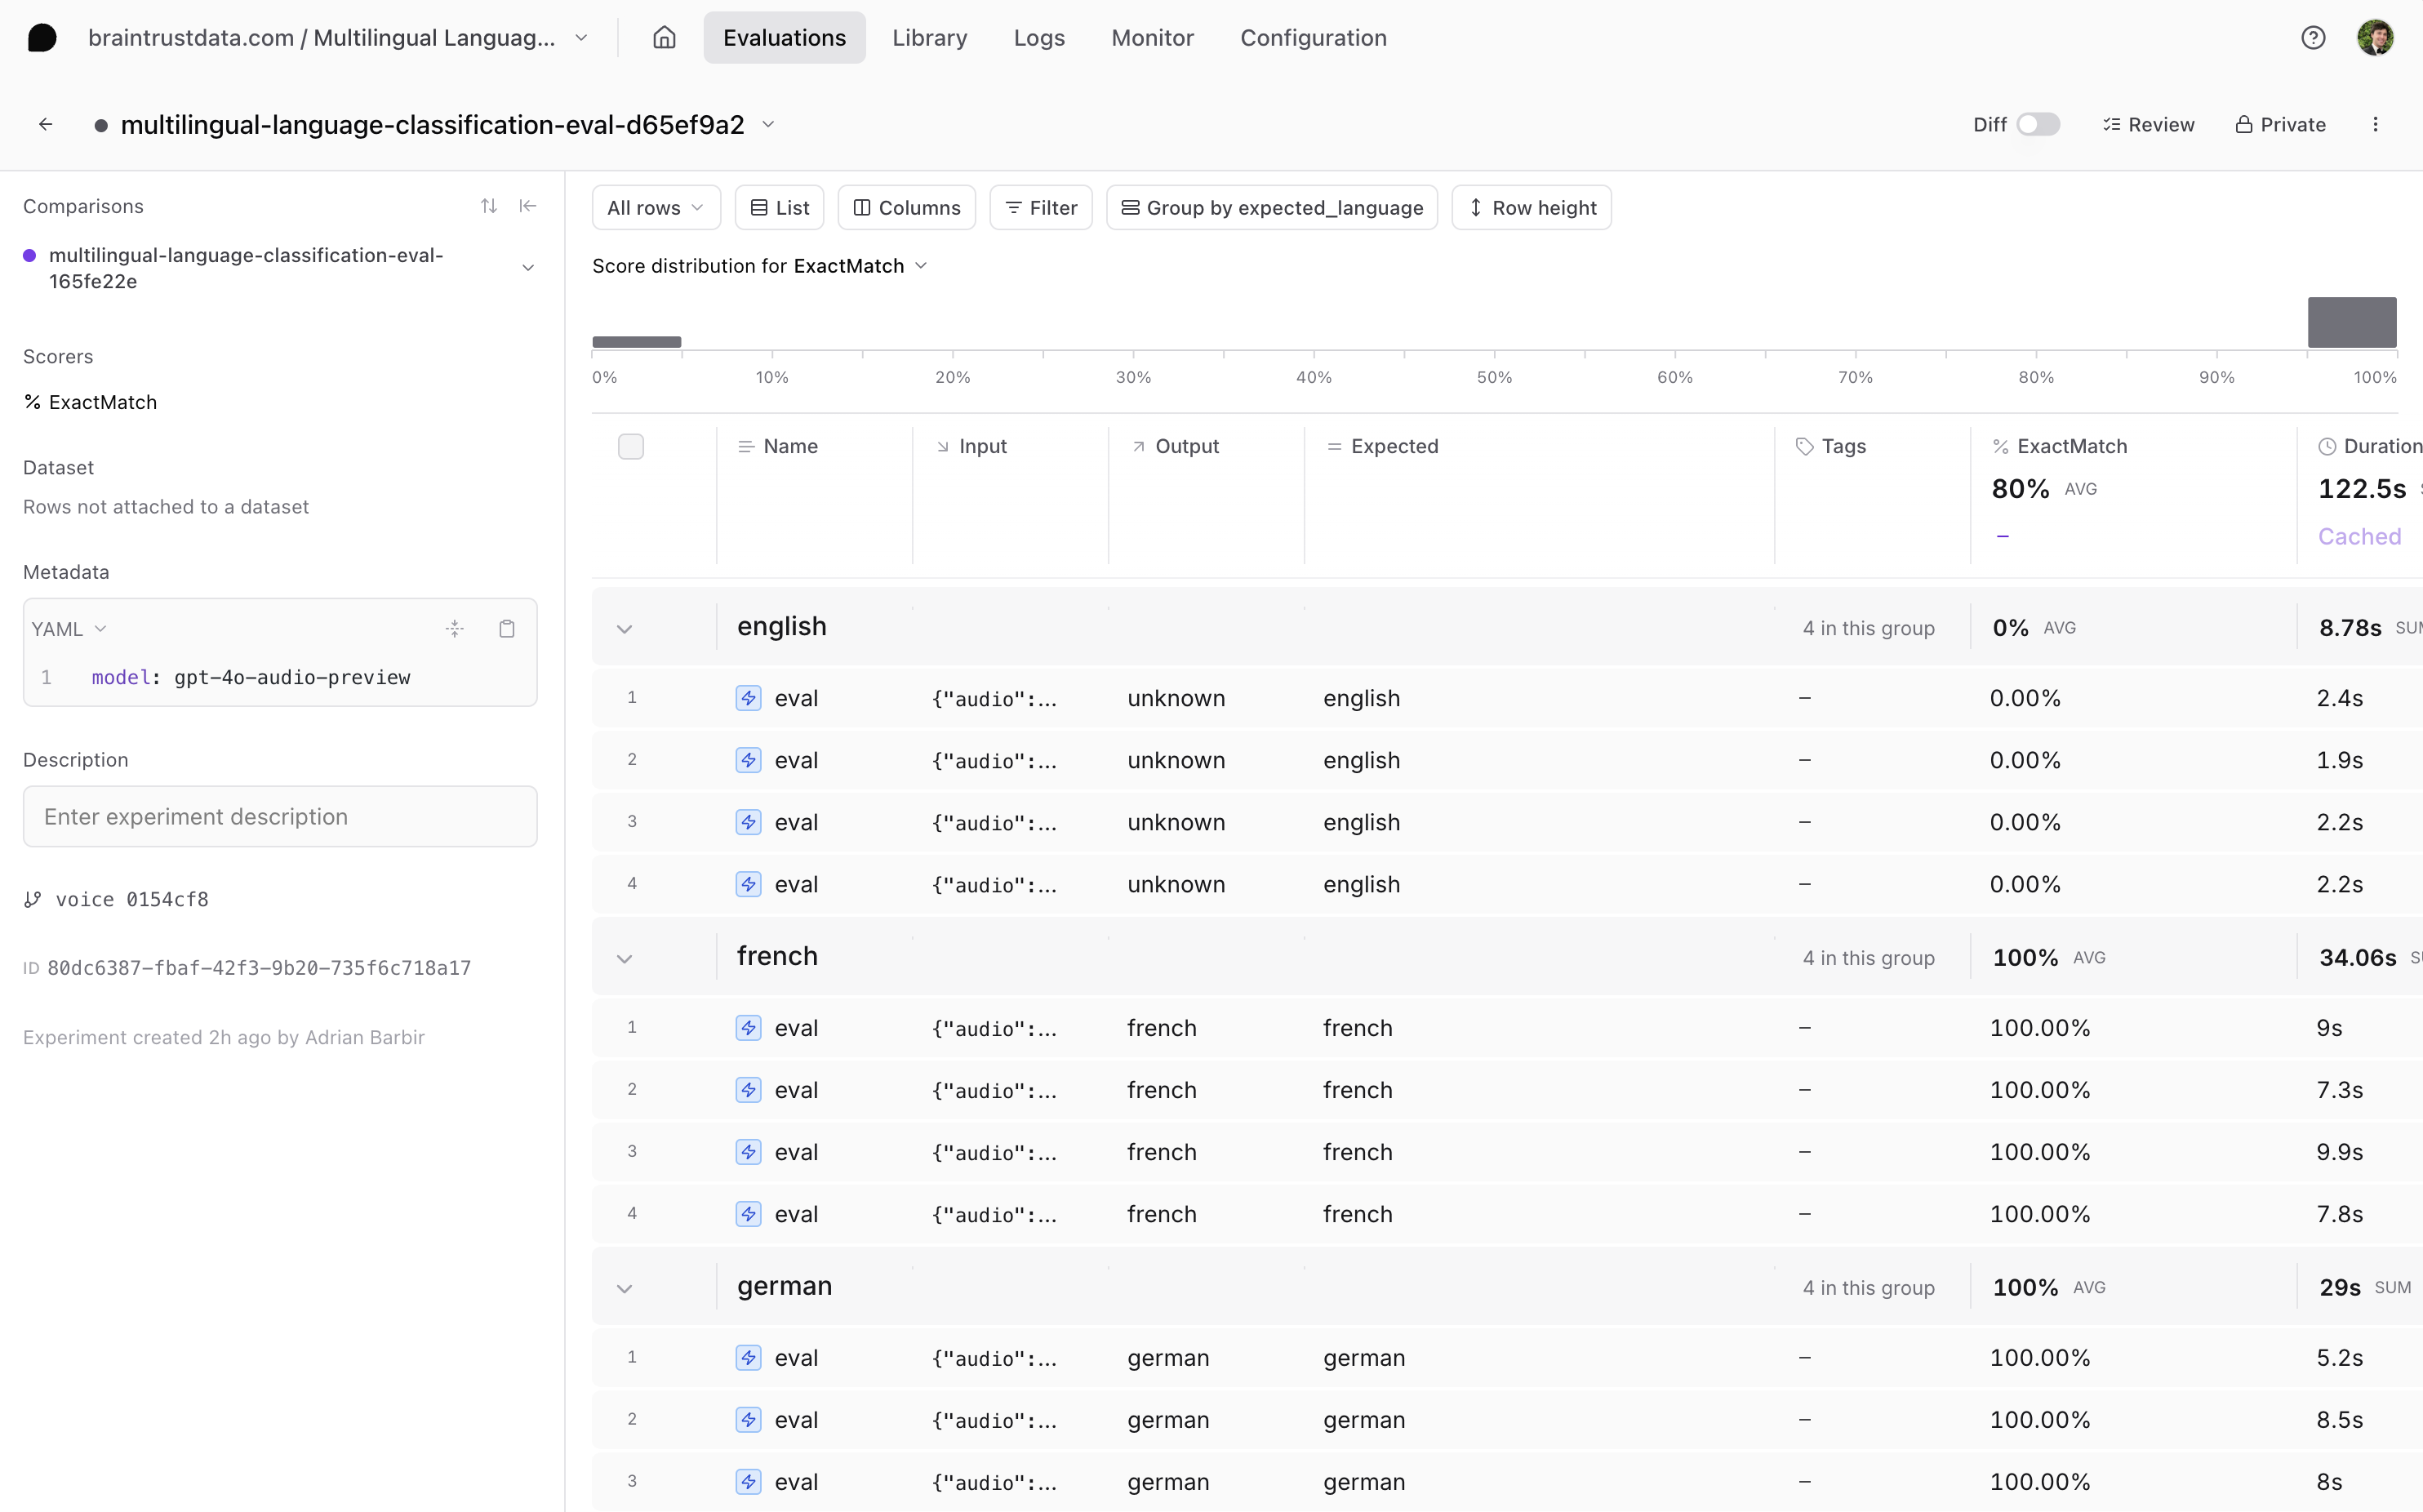 braintrustdata.com / Multilingual Languag...
Evaluations
Library
Logs
Monitor
Configuration
multilingual-language-classification-eval-d65ef9a2
Diff
Review
Private
Comparisons
multilingual-language-classification-eval-
165fe22e
Scorers
% ExactMatch
Dataset
Rows not attached to a dataset
Metadata
YAML
1 model: gpt-4o-audio-preview
Description
Enter experiment description
voice 0154cf8
ID 80dc6387-fbaf-42f3-9b20-735f6c718a17
Experiment created 2h ago by Adrian Barbir
All rows
List
Columns
Filter
Group by expected_language
Row height
Score distribution for ExactMatch
0% 10% 20% 30% 40% 50% 60% 70% 80% 90% 100%
Name Input Output = Expected Tags % ExactMatch Duration
80% AVG 122.5s
– Cached
english 4 in this group 0% AVG 8.78s SUM
1 eval {"audio":... unknown english – 0.00% 2.4s
2 eval {"audio":... unknown english – 0.00% 1.9s
3 eval {"audio":... unknown english – 0.00% 2.2s
4 eval {"audio":... unknown english – 0.00% 2.2s
french 4 in this group 100% AVG 34.06s
1 eval {"audio":... french french – 100.00% 9s
2 eval {"audio":... french french – 100.00% 7.3s
3 eval {"audio":... french french – 100.00% 9.9s
4 eval {"audio":... french french – 100.00% 7.8s
german 4 in this group 100% AVG 29s SUM
1 eval {"audio":... german german – 100.00% 5.2s
2 eval {"audio":... german german – 100.00% 8.5s
3 eval {"audio":... german german – 100.00% 8s